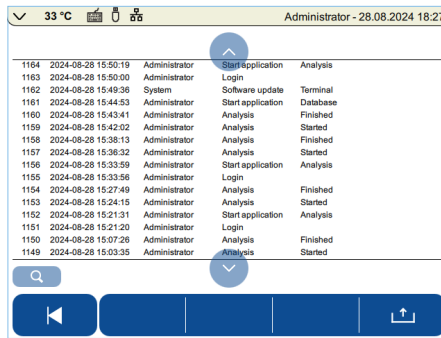 33 °C Administrator - 28.08.2024 18:27
1164 2024-08-28 15:50:19 Administrator Start application Analysis
1163 2024-08-28 15:50:00 Administrator Login
1162 2024-08-28 15:49:36 System Software update Terminal
1161 2024-08-28 15:44:53 Administrator Start application Database
1160 2024-08-28 15:43:41 Administrator Analysis Finished
1159 2024-08-28 15:42:02 Administrator Analysis Started
1158 2024-08-28 15:38:13 Administrator Analysis Finished
1157 2024-08-28 15:36:32 Administrator Analysis Started
1156 2024-08-28 15:33:59 Administrator Start application Analysis
1155 2024-08-28 15:33:56 Administrator Login
1154 2024-08-28 15:27:49 Administrator Analysis Finished
1153 2024-08-28 15:24:15 Administrator Analysis Started
1152 2024-08-28 15:21:31 Administrator Start application Analysis
1151 2024-08-28 15:21:20 Administrator Login
1150 2024-08-28 15:07:26 Administrator Analysis Finished
1149 2024-08-28 15:03:35 Administrator Analysis Started